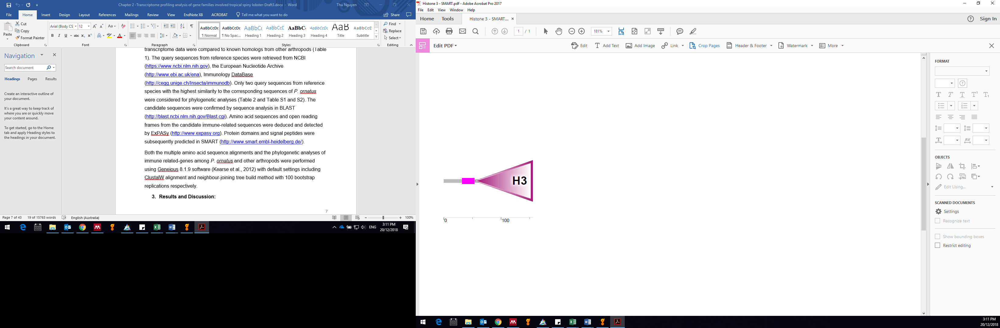 Chapter 2 -Transcriptome profiling analysis of gene families involved tropical spiny lobster-Draft3.docx - Word
Thu Nguyen
File Home Insert Design Layout References Mailings Review View EndNote X8 ACROBAT Tell me what you want to do Share
Paste
Cut
Copy
Format Painter
Arial (Body CS 12
Clipboard Font Paragraph Styles Editing
AaBbCcDc AaBbCcDc AaBbCc AaBbCcE AaBbC AaBbCcDc AaB AaBbCcD
¶ Normal ¶ No Spac... Heading 1 Heading 2 Heading 3 Heading 4 Title Subtitle
Find
Replace
Select
Navigation
Search document
Headings Pages Results
Create an interactive outline of
your document.
It's a great way to keep track of
where you are or quickly move
your content around.
To get started, go to the Home
tab and apply Heading styles to
the headings in your document.
transcriptome data were compared to known homologs from other arthropods (Table
1). The query sequences from reference species were retrieved from NCBI
(https://www.ncbi.nlm.nih.gov), the European Nucleotide Archive
(http://www.ebi.ac.uk/ena), Immunology DataBase
(http://cegg.unige.ch/Insecta/immunodb). Only two query sequences from reference
species with the highest similarity to the corresponding sequences of P. ornatus
were considered for phylogenetic analyses (Table 2 and Table S1 and S2). The
candidate sequences were confirmed by sequence analysis in BLAST
(http://blast.ncbi.nlm.nih.gov/Blast.cgi). Amino acid sequences and open reading
frames from the candidate immune-related sequences were deduced and detected
by ExPASy (http://www.expasy.org). Protein domains and signal peptides were
subsequently predicted in SMART (http://www.smart.embl-heidelberg.de/).
Both the multiple amino acid sequence alignments and the phylogenetic analyses of
immune related-genes among P. ornatus and other arthropods were performed
using Geneious 8.1.9 software (Kearse et al., 2012) with default settings including
ClustalW alignment and neighbour-joining tree build method with 100 bootstrap
replications respectively.
3. Results and Discussion:
7
Page 7 of 43 19 of 15765 words English (Australia) 100%
ENG
3:11 PM
20/12/2018
Histone 3 - SMART.pdf - Adobe Acrobat Pro 2017
File Edit View Window Help
Home Tools Histone 3 - SMART.... × Sign In
1 / 1 181%
Edit PDF Edit Add Text Add Image Link Crop Pages Header & Footer Watermark More
H3
0 100
FORMAT
OBJECTS
Edit Using...
SCANNED DOCUMENTS
Settings
Recognize text
Show bounding boxes
Restrict editing
3:11 PM
20/12/2018